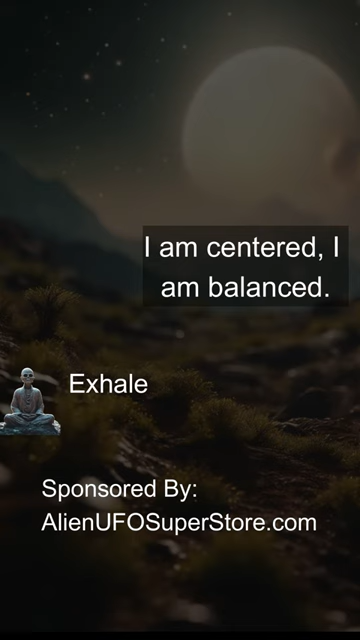 I am centered, I
am balanced.
Exhale
Sponsored By:
AlienUFOSuperStore.com